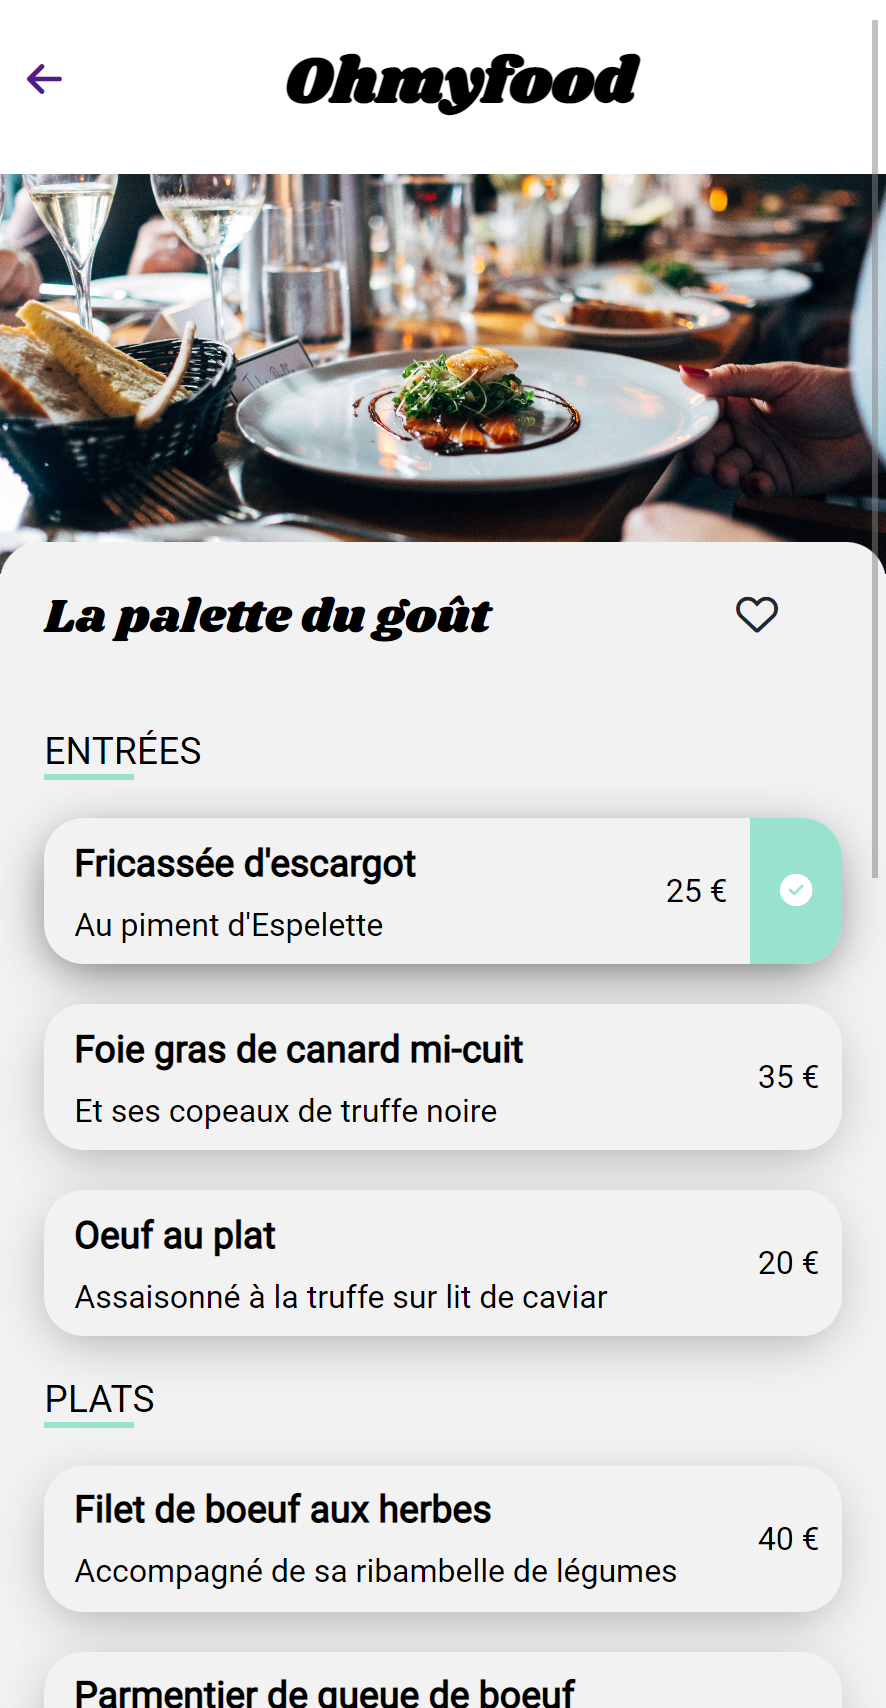 Ohmyfood
La palette du goût
ENTRÉES
Fricassée d'escargot
Au piment d'Espelette
25 €
Foie gras de canard mi-cuit
Et ses copeaux de truffe noire
35 €
Oeuf au plat
Assaisonné à la truffe sur lit de caviar
20 €
PLATS
Filet de boeuf aux herbes
Accompagné de sa ribambelle de légumes
40 €
Parmentier de queue de boeuf